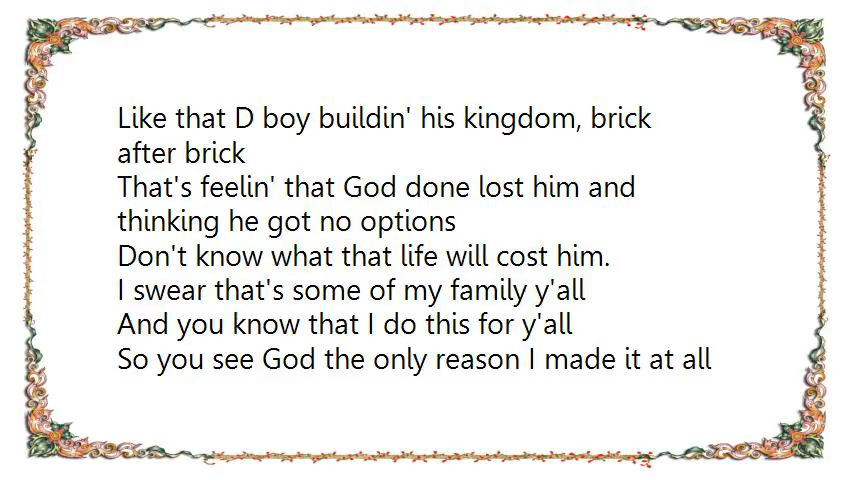 Like that D boy buildin' his kingdom, brick
after brick
That's feelin' that God done lost him and
thinking he got no options
Don't know what that life will cost him.
I swear that's some of my family y'all
And you know that I do this for y'all
So you see God the only reason I made it at all